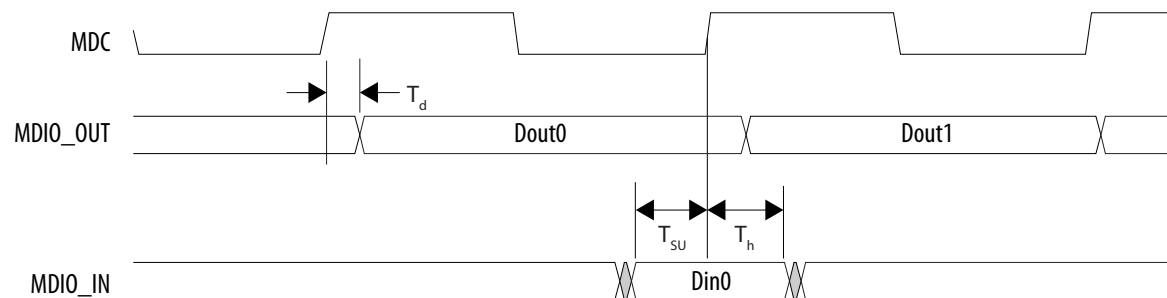 MDC
T_d
MDIO_OUT
Dout0
Dout1
T_SU
T_h
MDIO_IN
Din0